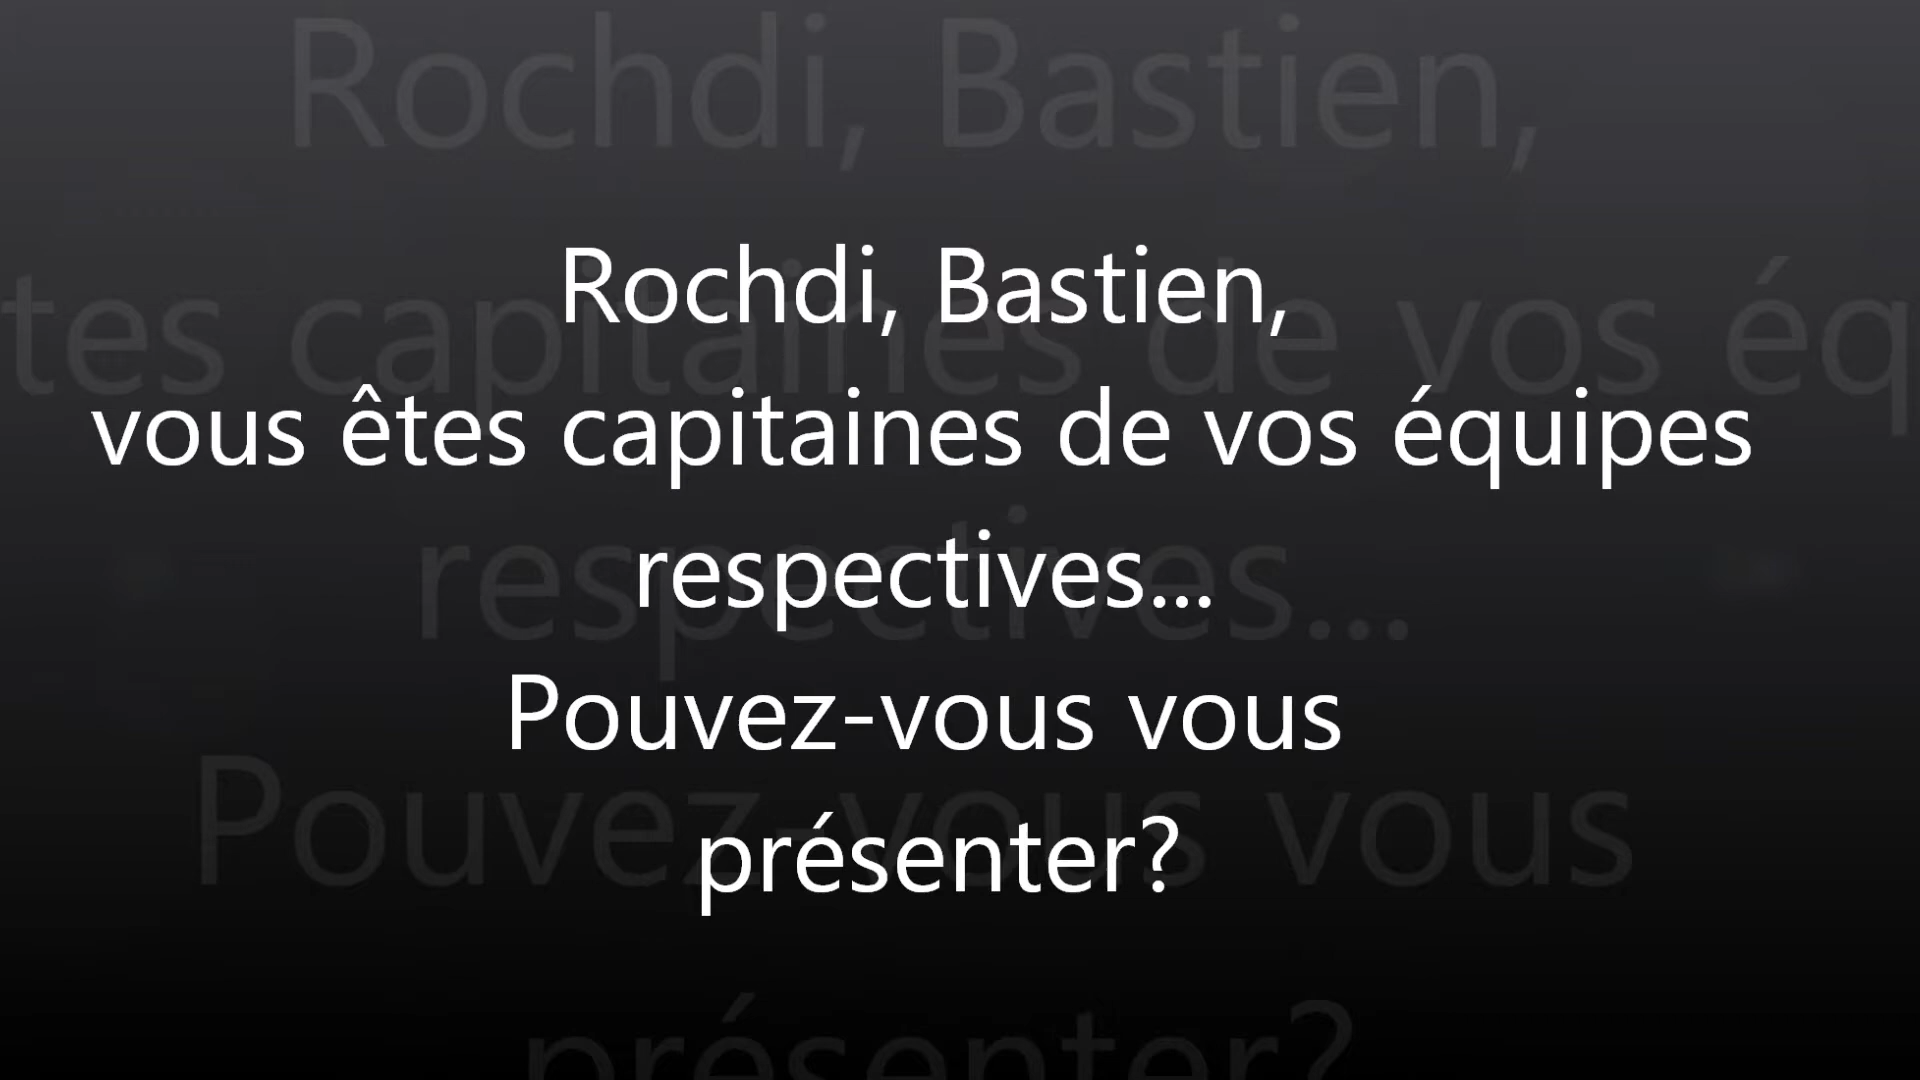 Rochdi, Bastien,
vous êtes capitaines de vos équipes
respectives...
Pouvez-vous vous
présenter?